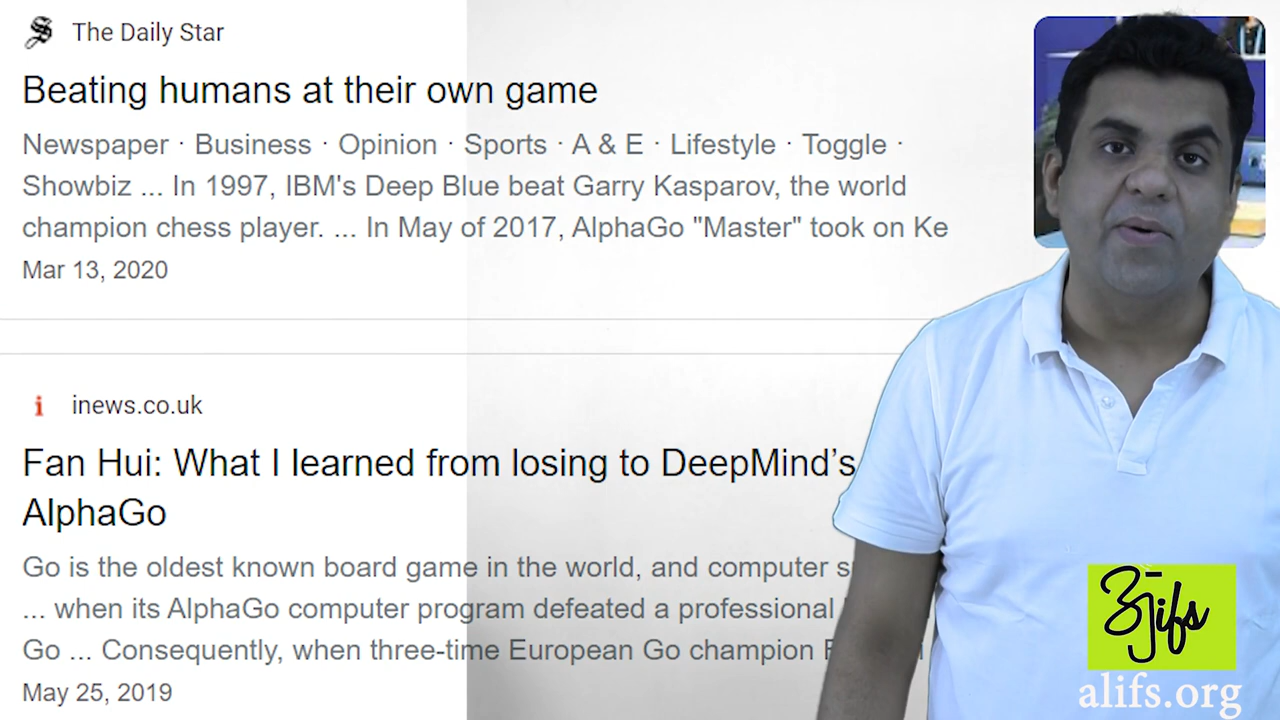 The Daily Star
Beating humans at their own game
Newspaper · Business · Opinion · Sports · A & E · Lifestyle · Toggle ·
Showbiz ... In 1997, IBM's Deep Blue beat Garry Kasparov, the world
champion chess player. ... In May of 2017, AlphaGo "Master" took on Ke
Mar 13, 2020
inews.co.uk
Fan Hui: What I learned from losing to DeepMind's
AlphaGo
Go is the oldest known board game in the world, and computer
... when its AlphaGo computer program defeated a professional
Go ... Consequently, when three-time European Go champion
May 25, 2019
alifs.org